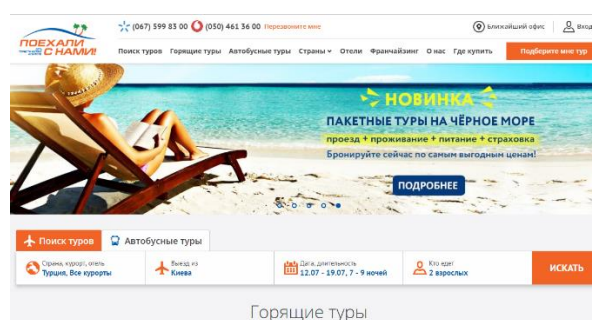 ПОЕХАЛИ
С НАМИ!
(067) 599 83 00 (050) 461 36 00 Перезвоните мне
Ближайший офис Вход
Поиск туров Горящие туры Автобусные туры Страны Отели Франчайзинг О нас Где купить Подберите мне тур
НОВИНКА
ПАКЕТНЫЕ ТУРЫ НА ЧЁРНОЕ МОРЕ
проезд + проживание + питание + страховка
Бронируйте сейчас по самым выгодным ценам!
ПОДРОБНЕЕ
Поиск туров Автобусные туры
Страна, курорт, отель Выезд из Дата, длительность Кто едет
Турция, Все курорты Киева 12.07 - 19.07, 7 - 9 ночей 2 взрослых
ИСКАТЬ
Горящие туры